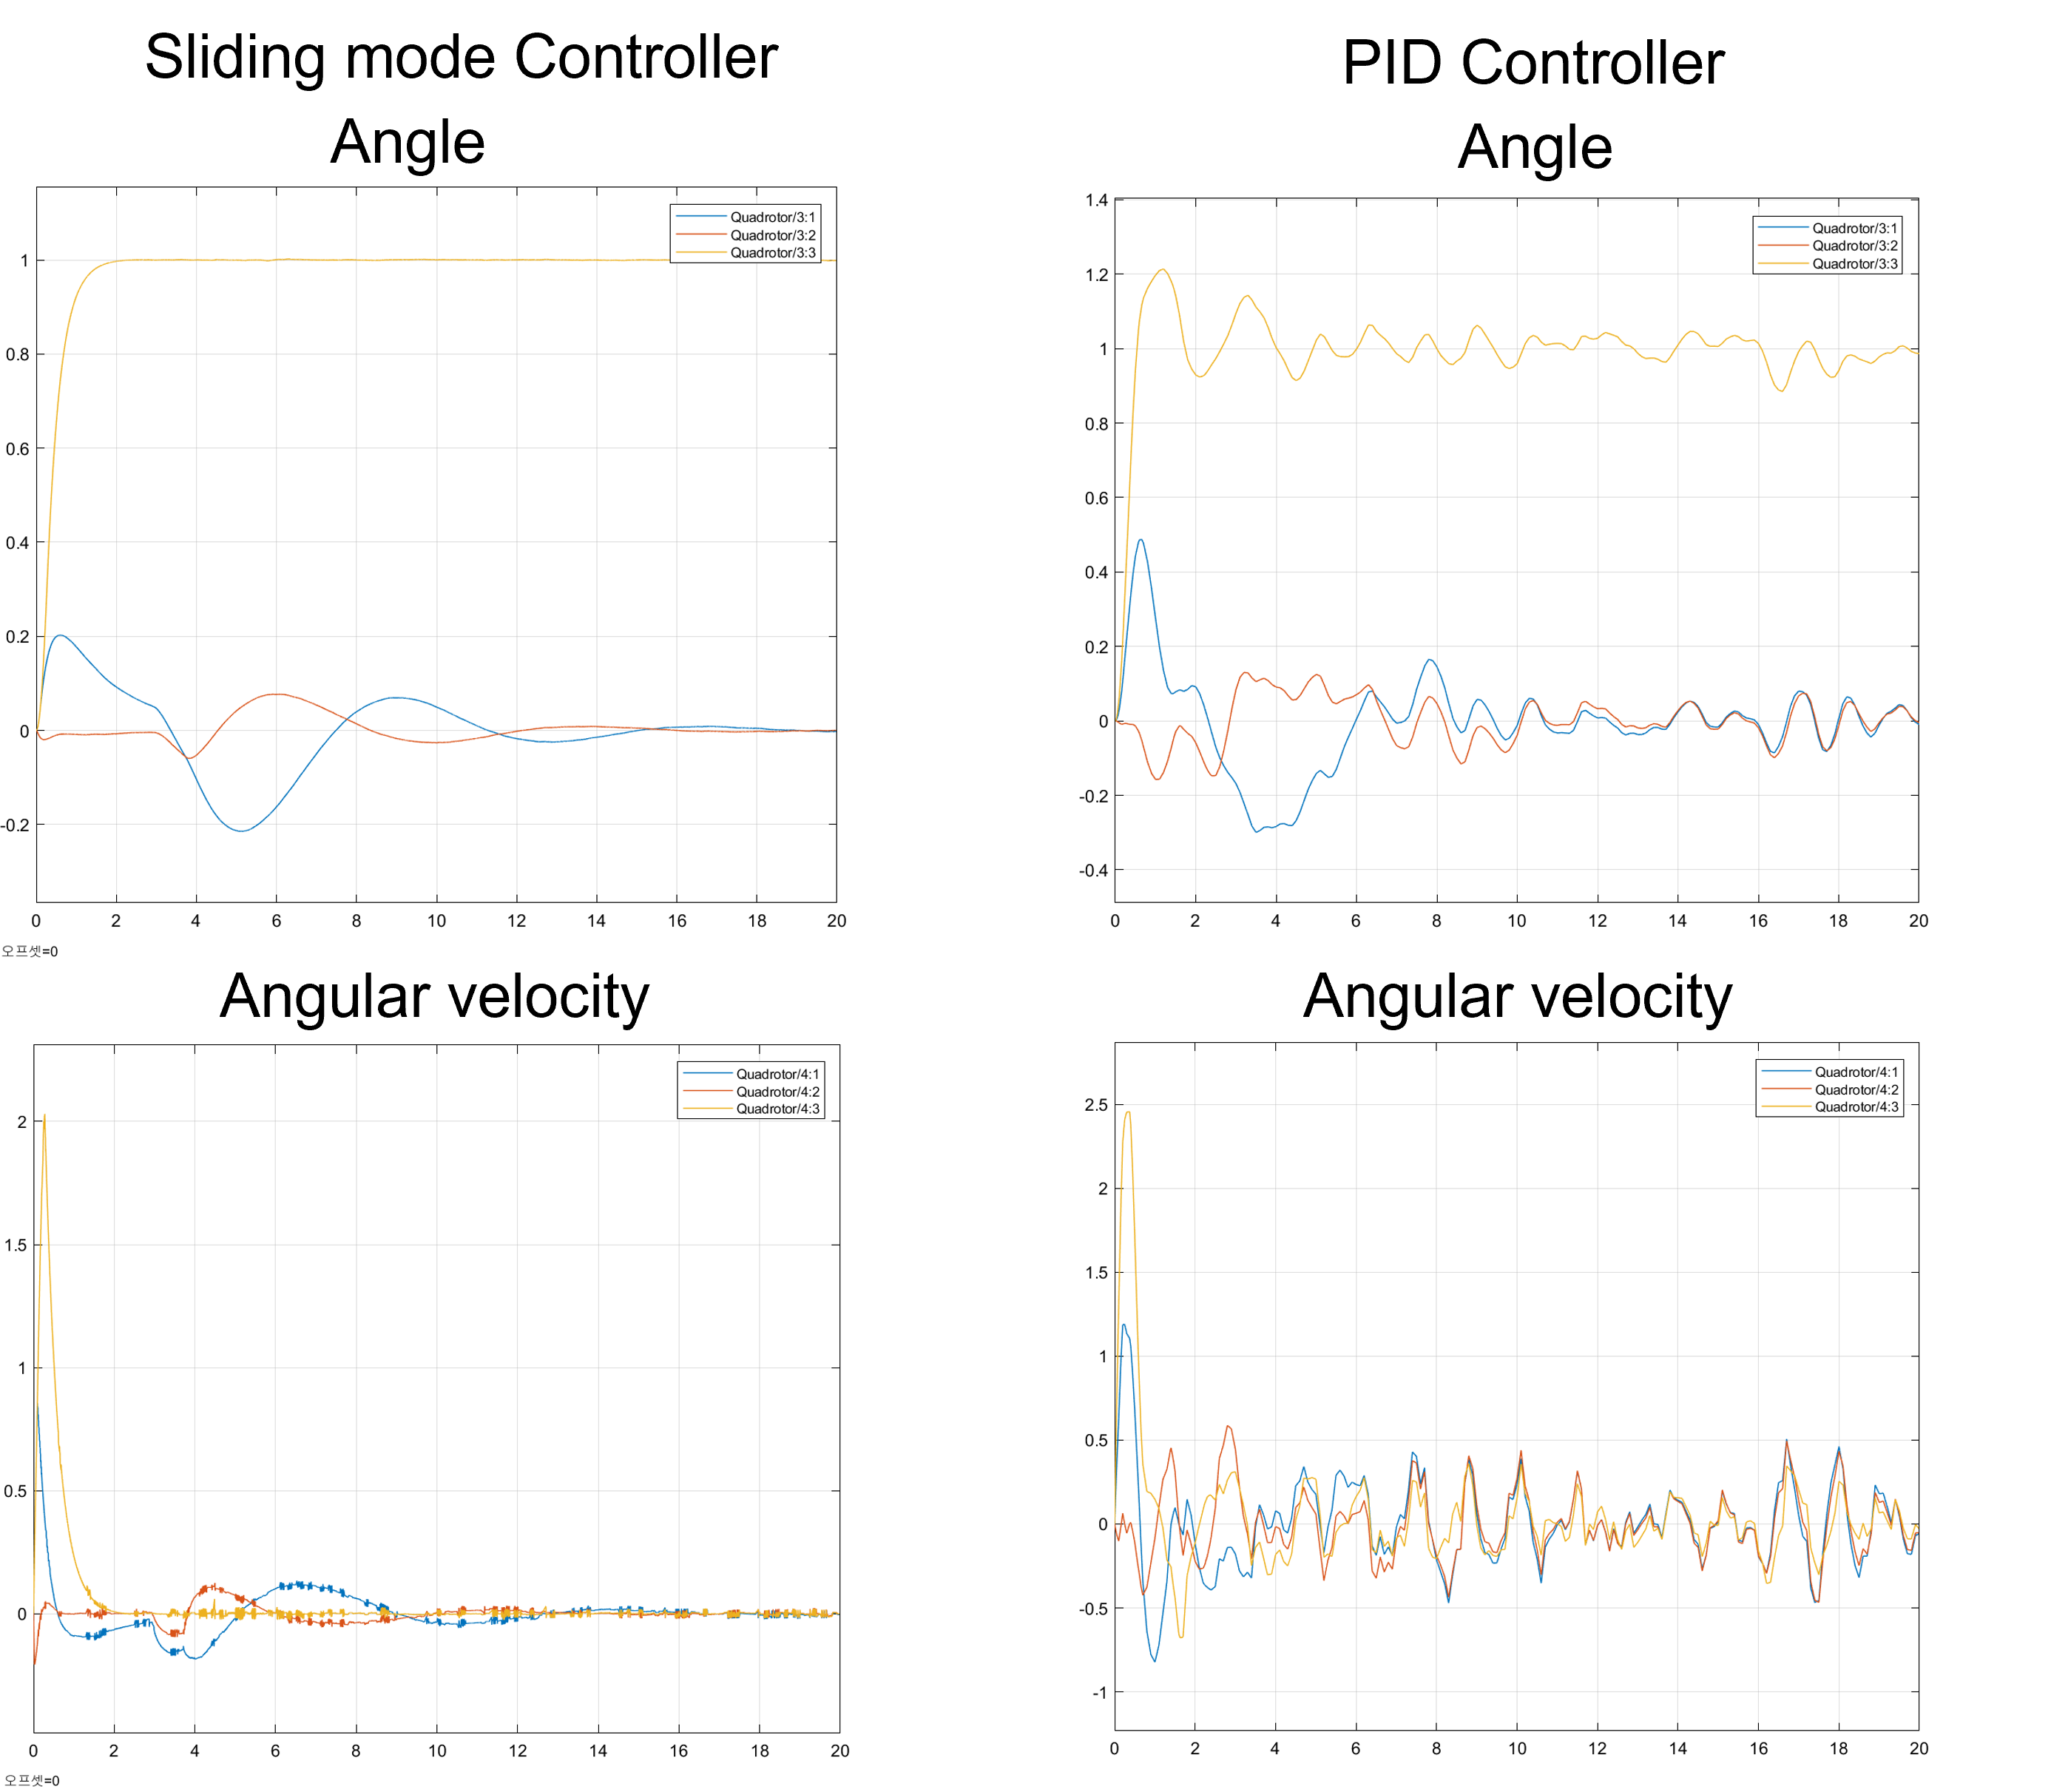 Sliding mode Controller
Angle
Quadrotor/3:1
Quadrotor/3:2
Quadrotor/3:3
1
0.8
0.6
0.4
0.2
0
-0.2
0 2 4 6 8 10 12 14 16 18 20
오프셋=0
PID Controller
Angle
Quadrotor/3:1
Quadrotor/3:2
Quadrotor/3:3
1.4
1.2
1
0.8
0.6
0.4
0.2
0
-0.2
-0.4
0 2 4 6 8 10 12 14 16 18 20
Angular velocity
Quadrotor/4:1
Quadrotor/4:2
Quadrotor/4:3
2
1.5
1
0.5
0
0 2 4 6 8 10 12 14 16 18 20
오프셋=0
Angular velocity
Quadrotor/4:1
Quadrotor/4:2
Quadrotor/4:3
2.5
2
1.5
1
0.5
0
-0.5
-1
0 2 4 6 8 10 12 14 16 18 20